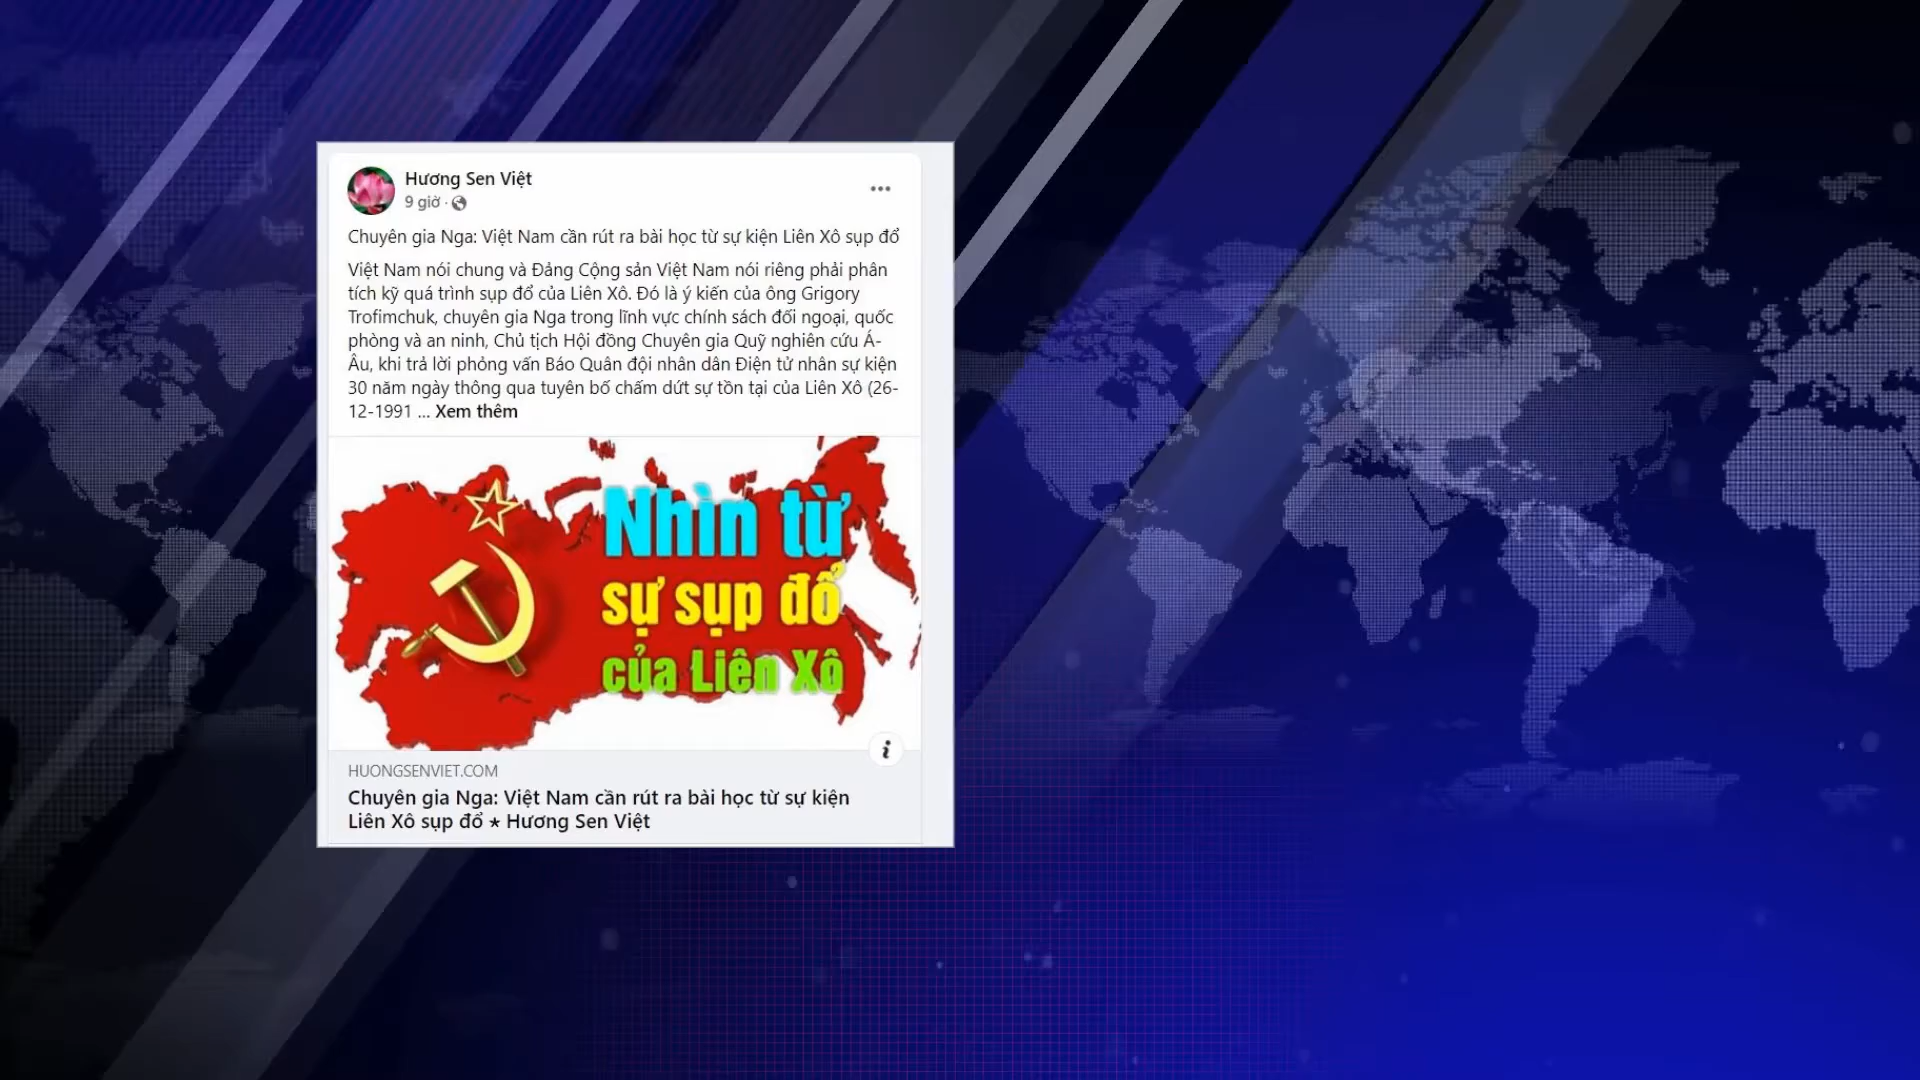 Hương Sen Việt
9 giờ ·
Chuyên gia Nga: Việt Nam cần rút ra bài học từ sự kiện Liên Xô sụp đổ
Việt Nam nói chung và Đảng Cộng sản Việt Nam nói riêng phải phân
tích kỹ quá trình sụp đổ của Liên Xô. Đó là ý kiến của ông Grigory
Trofimchuk, chuyên gia Nga trong lĩnh vực chính sách đối ngoại, quốc
phòng và an ninh, Chủ tịch Hội đồng Chuyên gia Quỹ nghiên cứu Á-
Âu, khi trả lời phỏng vấn Báo Quân đội nhân dân Điện tử nhân sự kiện
30 năm ngày thông qua tuyên bố chấm dứt sự tồn tại của Liên Xô (26-
12-1991 ... Xem thêm
Nhìn từ
sự sụp đổ
của Liên Xô
HUONGSENVIET.COM
Chuyên gia Nga: Việt Nam cần rút ra bài học từ sự kiện
Liên Xô sụp đổ ★ Hương Sen Việt